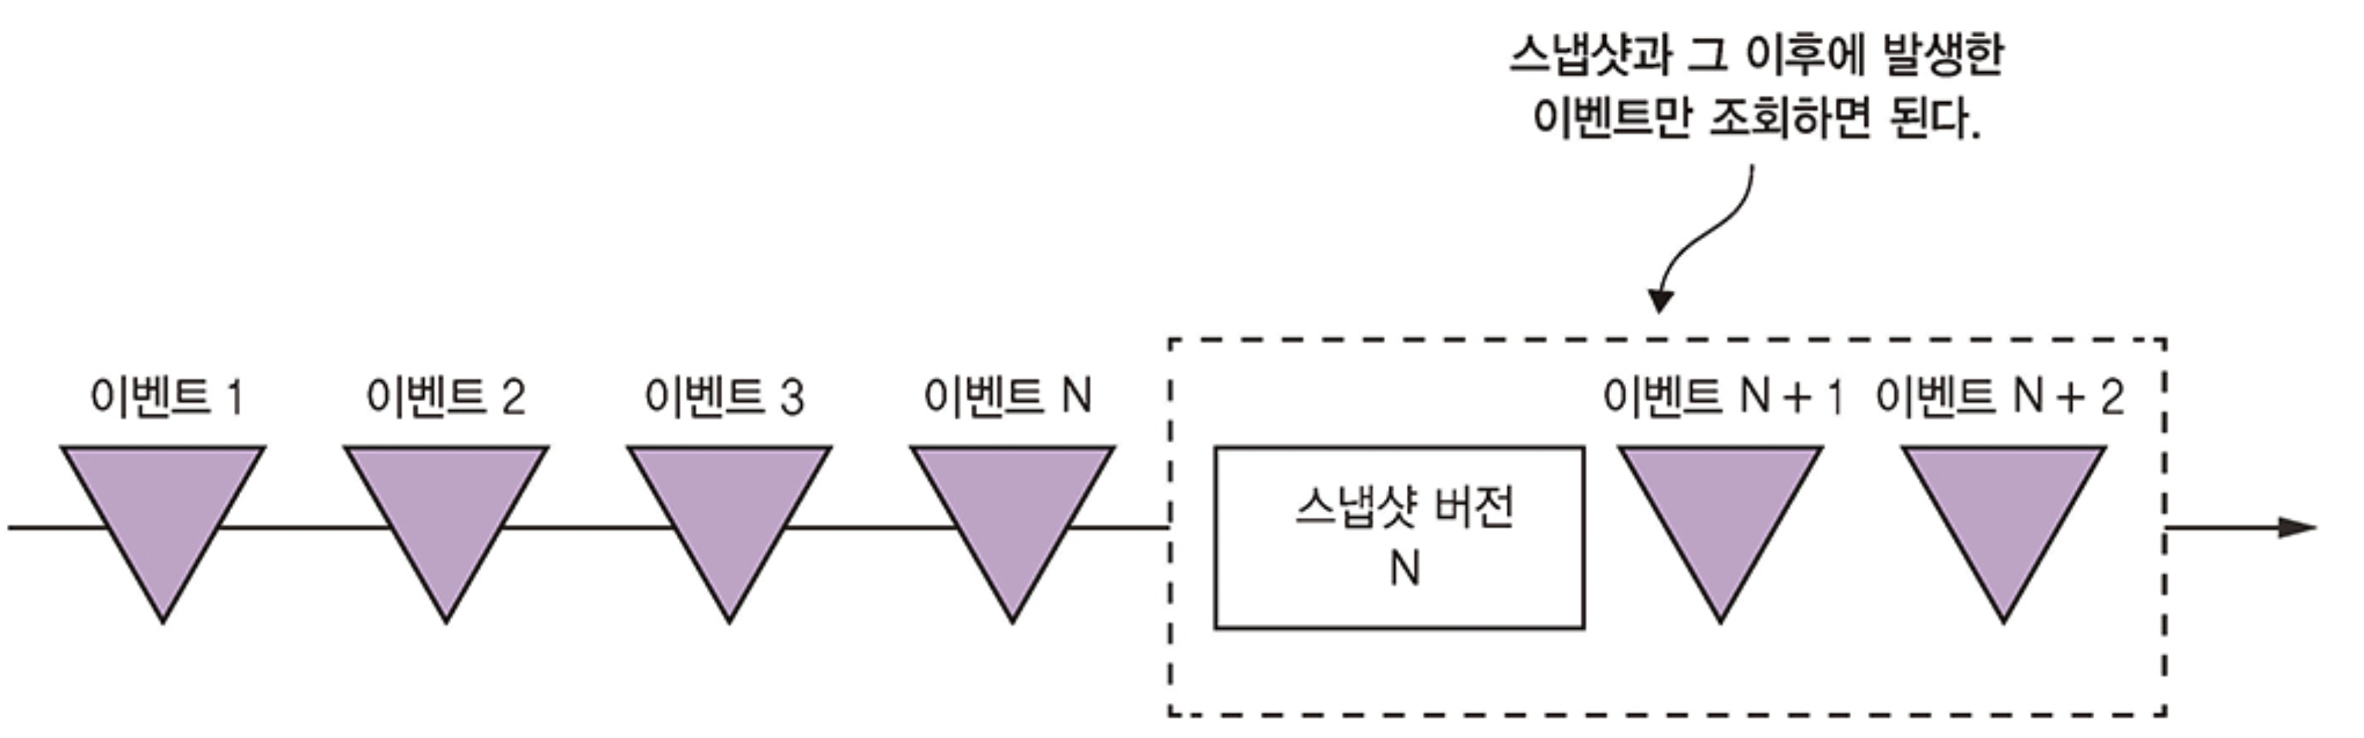 스냅샷과 그 이후에 발생한
이벤트만 조회하면 된다.
이벤트 1
이벤트 2
이벤트 3
이벤트 N
이벤트 N + 1
이벤트 N + 2
스냅샷 버전
N